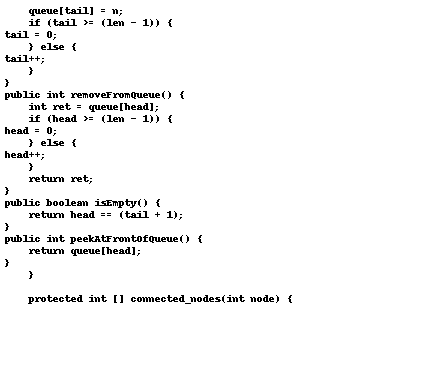 queue[tail] = n;
    if (tail >= (len - 1)) {
tail = 0;
    } else {
tail++;
    }
}
public int removeFromQueue() {
    int ret = queue[head];
    if (head >= (len - 1)) {
head = 0;
    } else {
head++;
    }
    return ret;
}
public boolean isEmpty() {
    return head == (tail + 1);
}
public int peekAtFrontOfQueue() {
    return queue[head];
}
    }
    protected int [] connected_nodes(int node) {